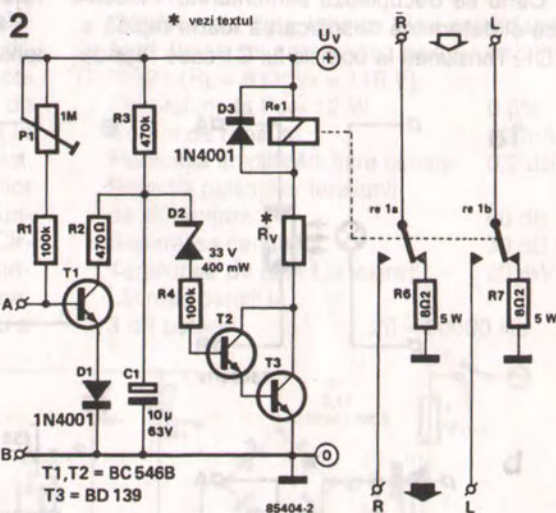 2
* vezi textul
Uv
+
R L
P1 1M
R3 470k
D3
1N4001
Re1
R1 100k
R2 470Ω
D2
33 V
400 mW
* Rv
re 1a
re 1b
T1
A
R4 100k
T2
R6 8Ω2 5 W
R7 8Ω2 5 W
T3
D1
1N4001
C1
10 µ
63V
B
0
T1,T2 = BC 546B
T3 = BD 139
85404-2
R L